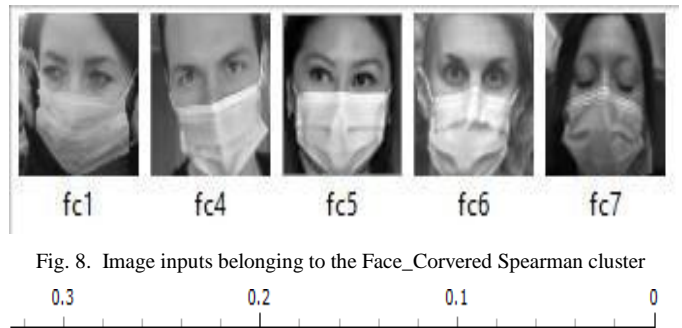 fc1 fc4 fc5 fc6 fc7
Fig. 8. Image inputs belonging to the Face_Corvered Spearman cluster
0.3 0.2 0.1 0